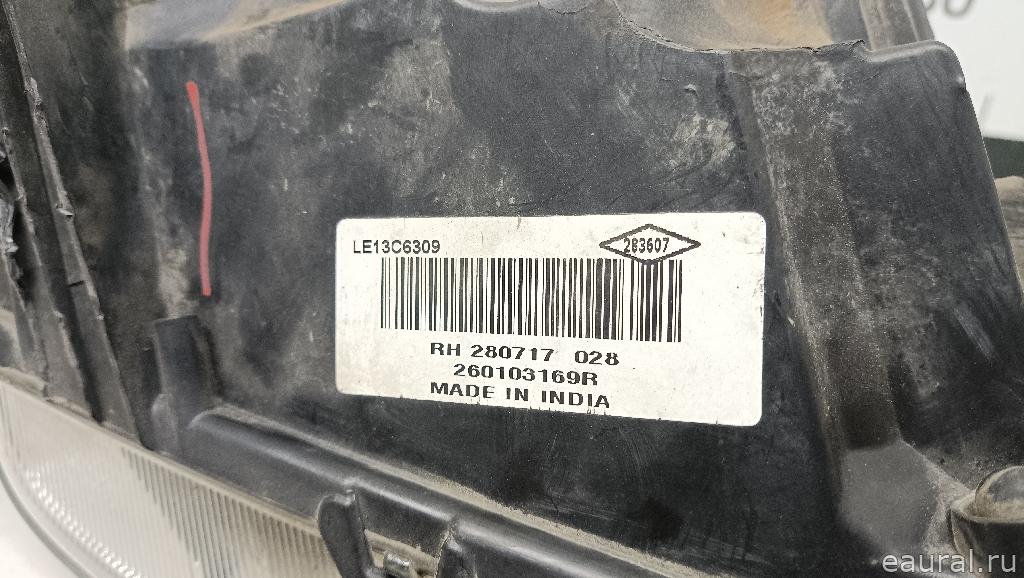 LE13C6309
283607
RH 280717 028
260103169R
MADE IN INDIA
eaural.ru